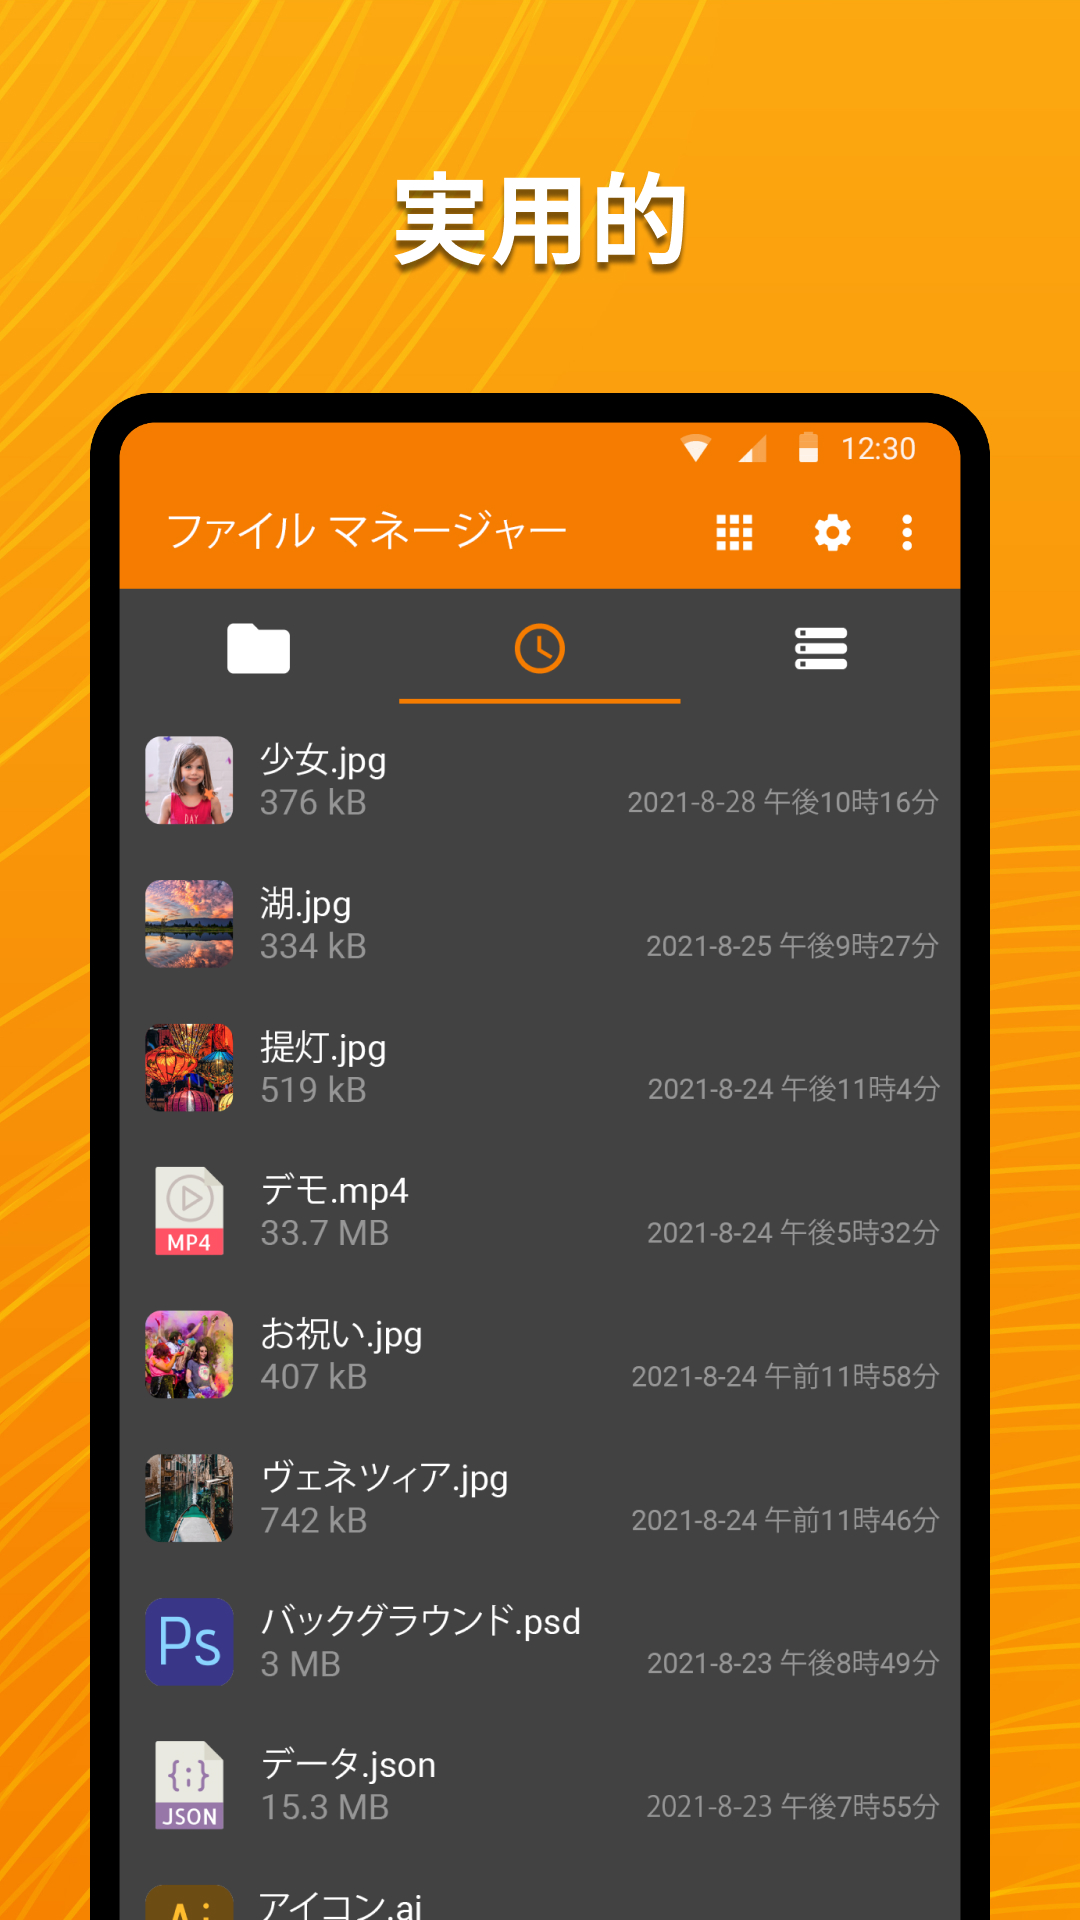 実用的
12:30
ファイル マネージャー
少女.jpg
376 kB
2021-8-28 午後10時16分
湖.jpg
334 kB
2021-8-25 午後9時27分
提灯.jpg
519 kB
2021-8-24 午後11時4分
デモ.mp4
33.7 MB
2021-8-24 午後5時32分
MP4
お祝い.jpg
407 kB
2021-8-24 午前11時58分
ヴェネツィア.jpg
742 kB
2021-8-24 午前11時46分
Ps
バックグラウンド.psd
3 MB
2021-8-23 午後8時49分
データ.json
15.3 MB
2021-8-23 午後7時55分
{;}
JSON
Ai
アイコン.ai
DAY